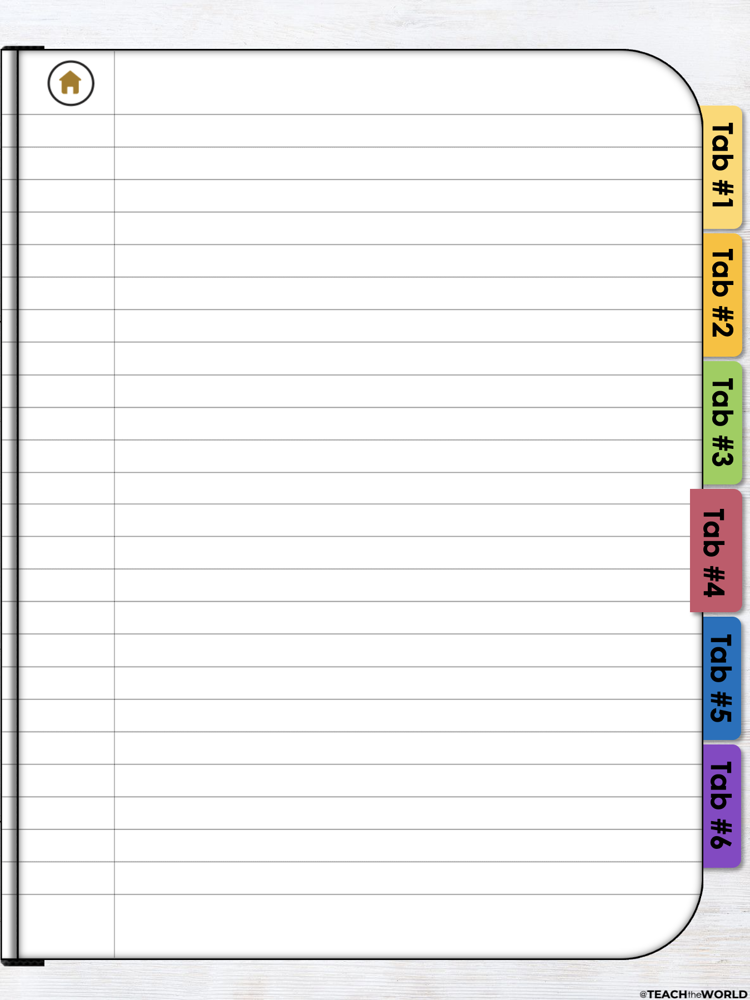 Tab #1
Tab #2
Tab #3
Tab #4
Tab #5
Tab #6
@TEACHtheWORLD